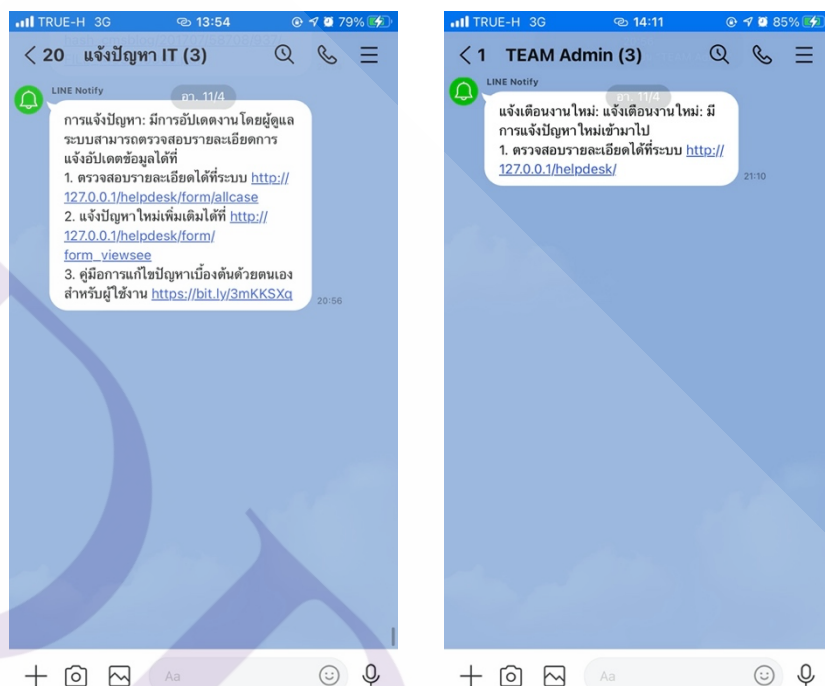 TRUE-H 3G 13:54 79%
20 แจ้งปัญหา IT (3)
LINE Notify
อา. 11/4
การแจ้งปัญหา: มีการอัปเดตงานโดยผู้ดูแล
ระบบสามารถตรวจสอบรายละเอียดการ
แจ้งอัปเดตข้อมูลได้ที่
1. ตรวจสอบรายละเอียดได้ที่ระบบ http://
127.0.0.1/helpdesk/form/allcase
2. แจ้งปัญหาใหม่เพิ่มเติมได้ที่ http://
127.0.0.1/helpdesk/form/
form_viewsee
3. คู่มือการแก้ไขปัญหาเบื้องต้นด้วยตนเอง
สำหรับผู้ใช้งาน https://bit.ly/3mKKSXq
20:56
Aa
TRUE-H 3G 14:11 85%
1 TEAM Admin (3)
LINE Notify
อา. 11/4
แจ้งเตือนงานใหม่: แจ้งเตือนงานใหม่: มี
การแจ้งปัญหาใหม่เข้ามาไป
1. ตรวจสอบรายละเอียดได้ที่ระบบ http://
127.0.0.1/helpdesk/
21:10
Aa